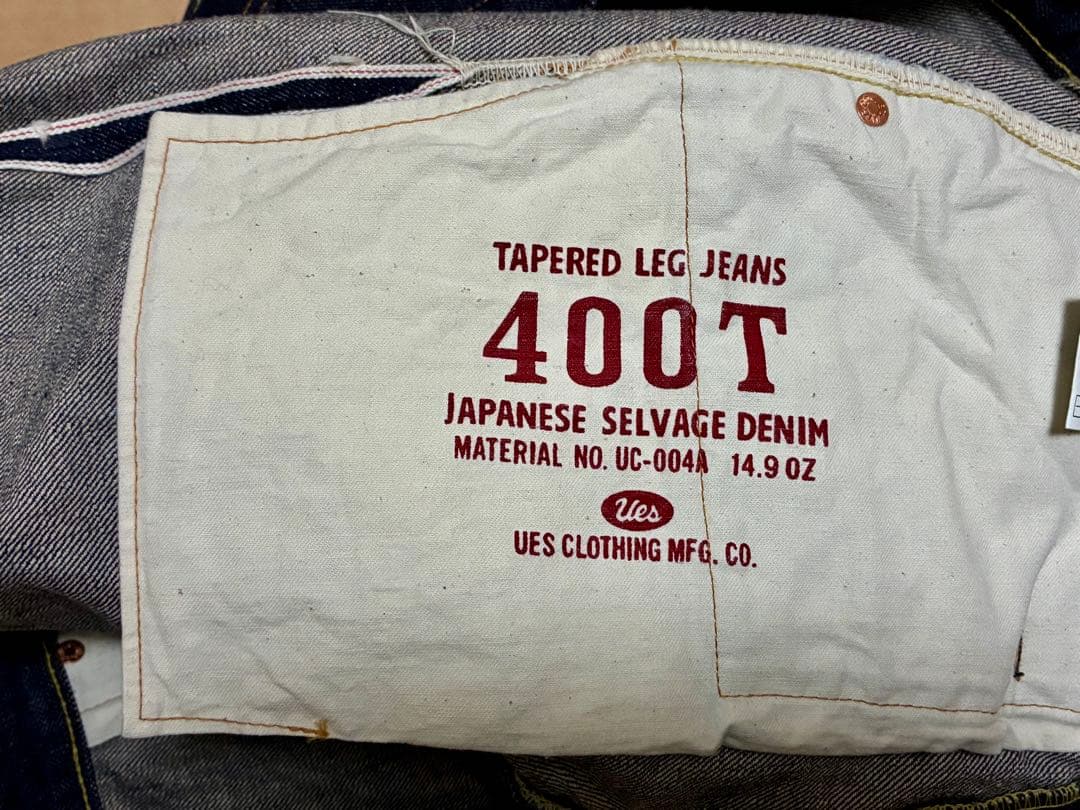 TAPERED LEG JEANS
400T
JAPANESE SELVAGE DENIM
MATERIAL NO. UC-004A 14.9 OZ
Ues
UES CLOTHING MFG. CO.